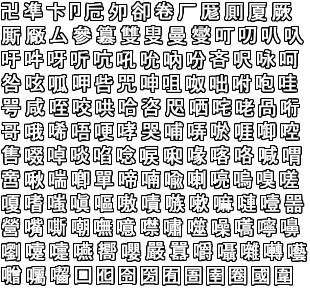 卍準卞卩卮夘卻卷厂厖厠厦厥
厮厰厶參簒雙叟曼燮叮叨叭叺
吁吽呀听吭吼吮吶吩吝呎咏呵
咎呟呱呷呰咒呻咀呶咄咐咆哇
咢咸咥咬哄哈咨咫哂咤咾咼哘
哥哦唏唔哽哮哭哺哢唹啀啣啌
售啜啅啖啗唸唳啝喙喀咯喊喟
啻啾喘喞單啼喃喩喇喨嗚嗅嗟
嗄嗜嗤嗔嘔嗷嘖嗾嗽嘛嗹噎噐
營嘴嘶嘲嘸噫噤嘯噬噪嚆嚀嚊
嚠嚔嚏嚥嚮嚶嚴囂嚼囁囃囀囈
囎囑囓囗囮囹圀囿圄圉圈國圍